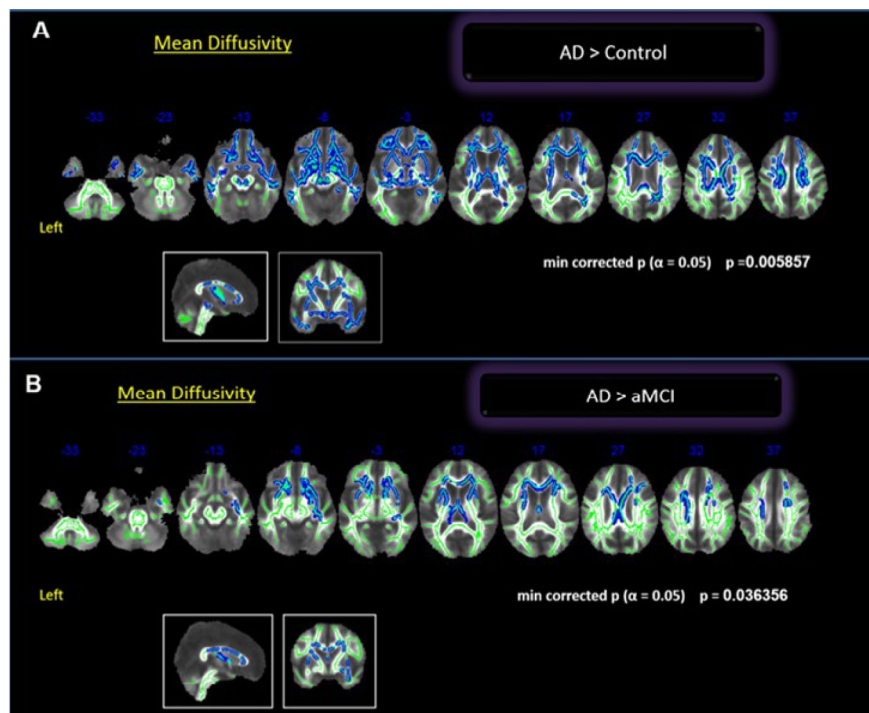 A
Mean Diffusivity
AD > Control
-33 -23 -13 -8 -3 12 17 27 32 37
Left
min corrected p (α = 0.05) p =0.005857
B
Mean Diffusivity
AD > aMCI
-33 -23 -13 -8 -3 12 17 27 32 37
Left
min corrected p (α = 0.05) p = 0.036356